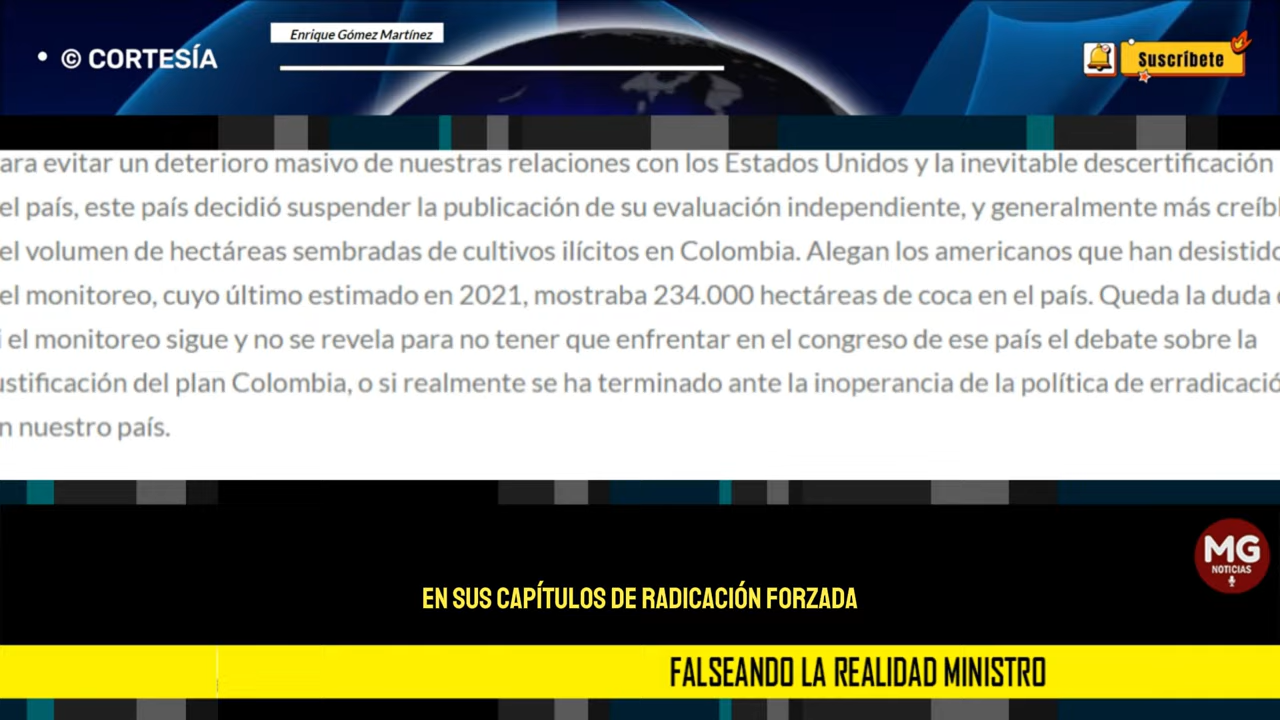 Enrique Gómez Martínez
• © CORTESÍA
Suscríbete
ara evitar un deterioro masivo de nuestras relaciones con los Estados Unidos y la inevitable descertificación
el país, este país decidió suspender la publicación de su evaluación independiente, y generalmente más creíbl
el volumen de hectáreas sembradas de cultivos ilícitos en Colombia. Alegan los americanos que han desistido
el monitoreo, cuyo último estimado en 2021, mostraba 234.000 hectáreas de coca en el país. Queda la duda
i el monitoreo sigue y no se revela para no tener que enfrentar en el congreso de ese país el debate sobre la
ustificación del plan Colombia, o si realmente se ha terminado ante la inoperancia de la política de erradicació
n nuestro país.
MG
NOTICIAS
EN SUS CAPÍTULOS DE RADICACIÓN FORZADA
FALSEANDO LA REALIDAD MINISTRO